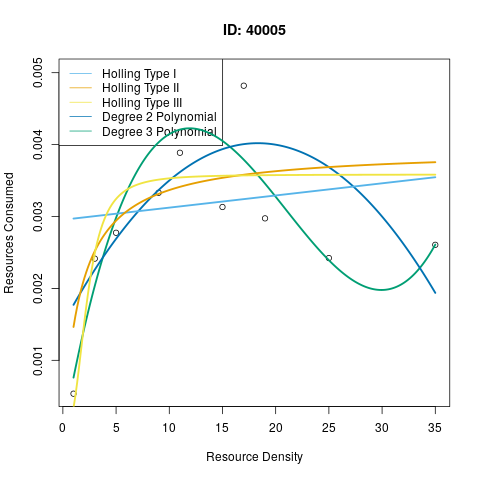 ID: 40005
Holling Type I
Holling Type II
Holling Type III
Degree 2 Polynomial
Degree 3 Polynomial
0.005
0.004
0.003
0.002
0.001
Resources Consumed
0 5 10 15 20 25 30 35
Resource Density